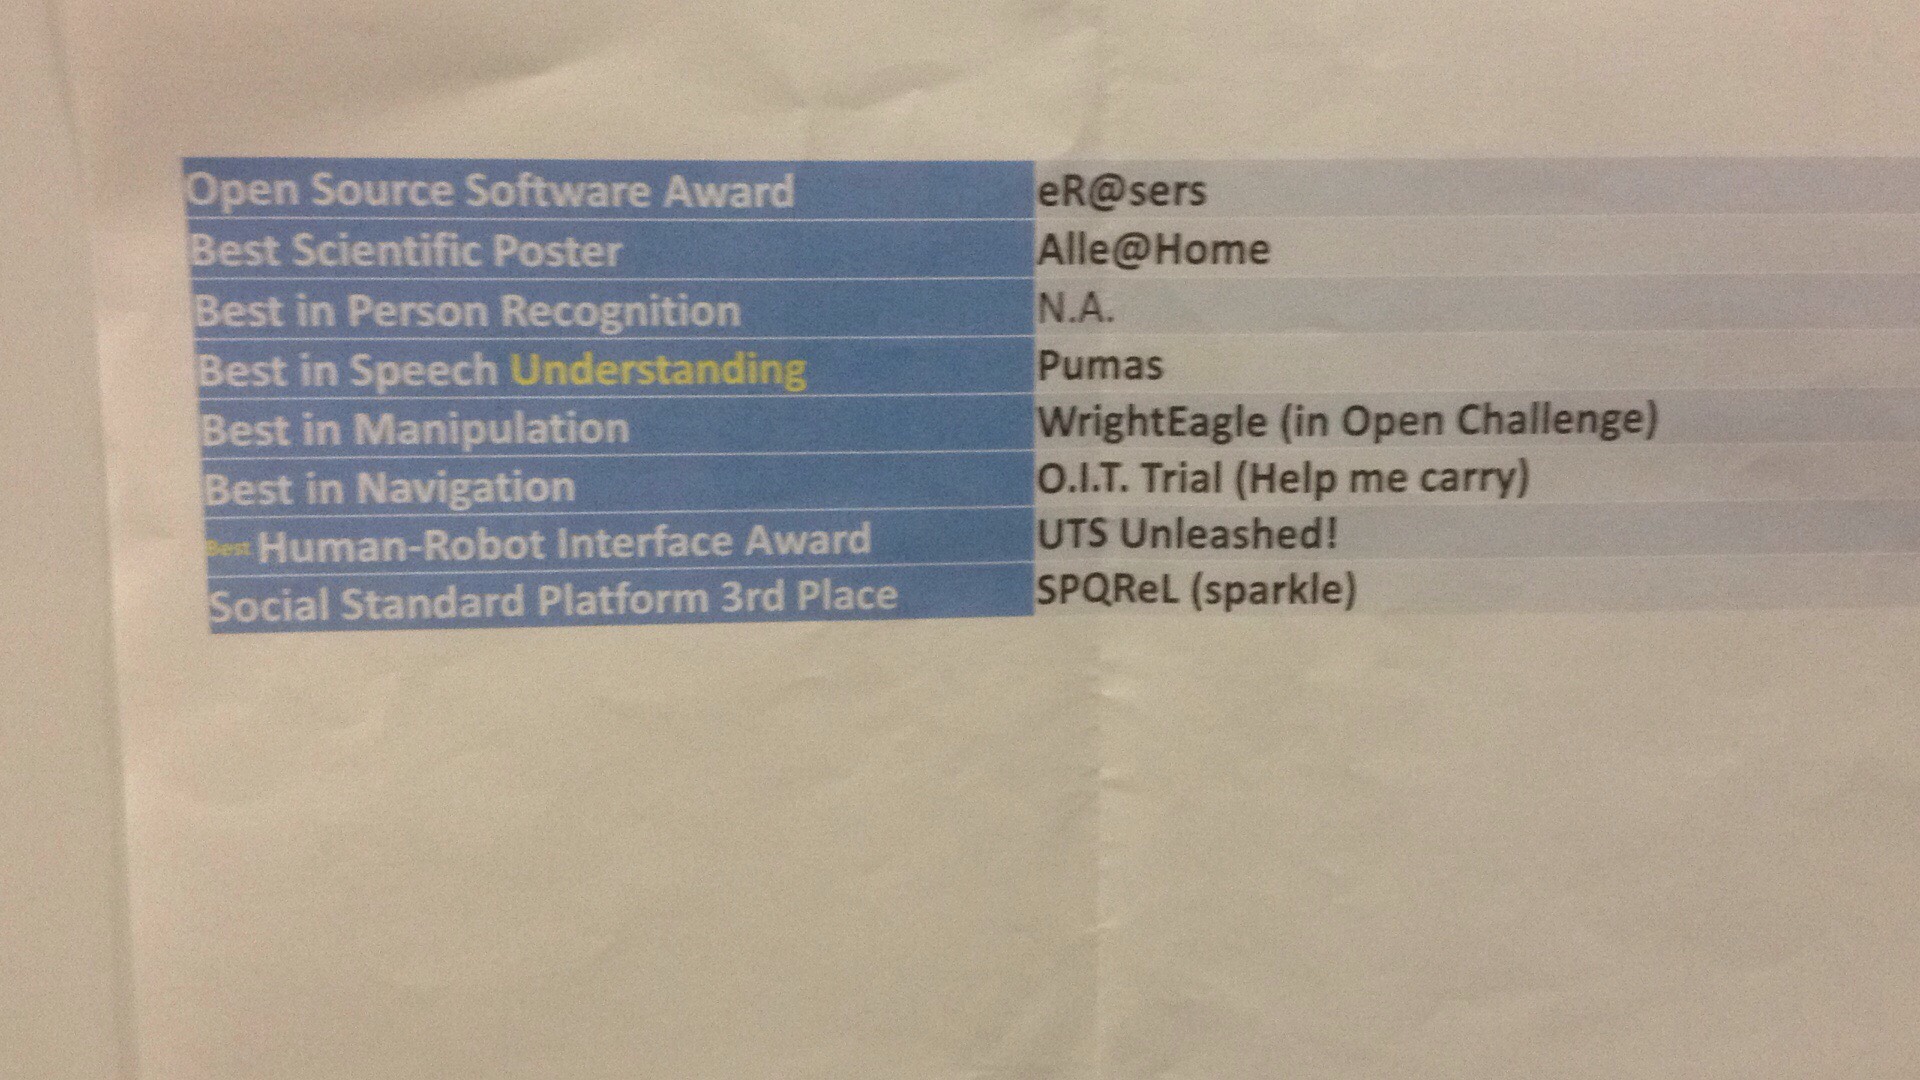 Open Source Software Award eR@sers
Best Scientific Poster Alle@Home
Best in Person Recognition N.A.
Best in Speech Understanding Pumas
Best in Manipulation WrightEagle (in Open Challenge)
Best in Navigation O.I.T. Trial (Help me carry)
Best Human-Robot Interface Award UTS Unleashed!
Social Standard Platform 3rd Place SPQReL (sparkle)